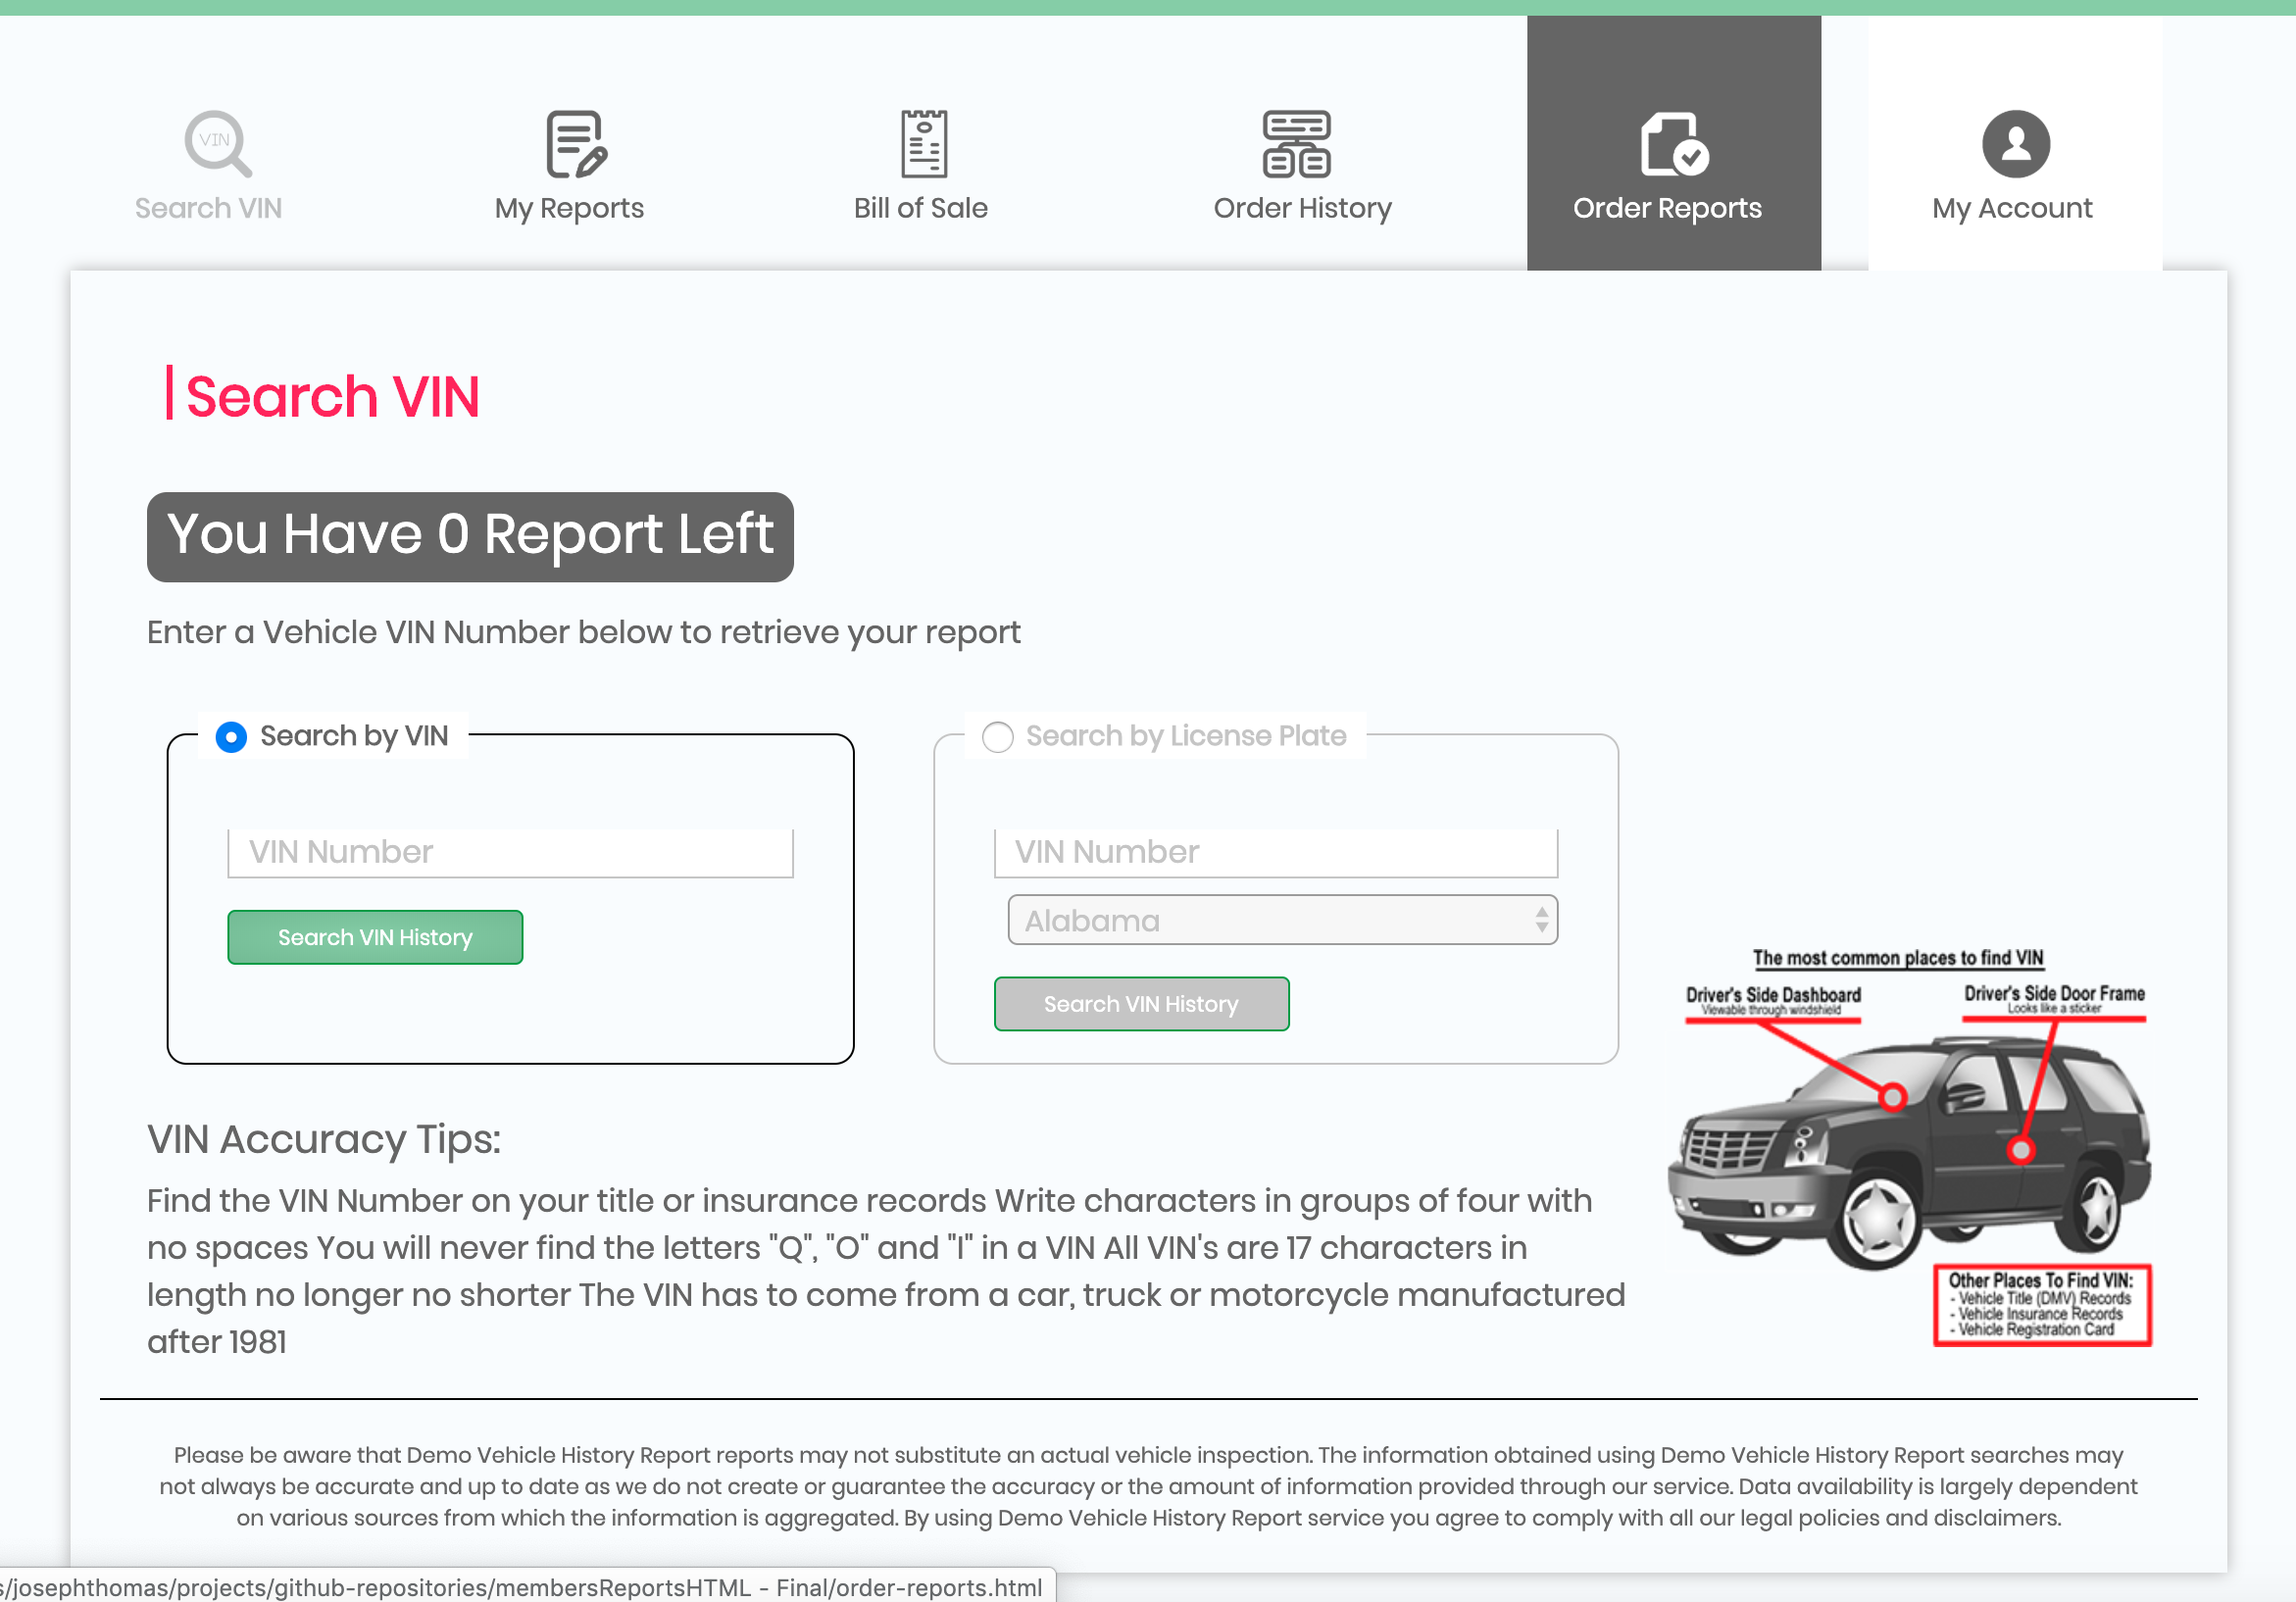 VIN
Search VIN
My Reports
Bill of Sale
Order History
Order Reports
My Account
Search VIN
You Have 0 Report Left
Enter a Vehicle VIN Number below to retrieve your report
Search by VIN
VIN Number
Search VIN History
Search by License Plate
VIN Number
Alabama
Search VIN History
The most common places to find VIN
Driver's Side Dashboard
Viewable through windshield
Driver's Side Door Frame
Looks like a sticker
Other Places To Find VIN:
- Vehicle Title (DMV) Records
- Vehicle Insurance Records
- Vehicle Registration Card
VIN Accuracy Tips:
Find the VIN Number on your title or insurance records Write characters in groups of four with
no spaces You will never find the letters "Q", "O" and "I" in a VIN All VIN's are 17 characters in
length no longer no shorter The VIN has to come from a car, truck or motorcycle manufactured
after 1981
Please be aware that Demo Vehicle History Report reports may not substitute an actual vehicle inspection. The information obtained using Demo Vehicle History Report searches may
not always be accurate and up to date as we do not create or guarantee the accuracy or the amount of information provided through our service. Data availability is largely dependent
on various sources from which the information is aggregated. By using Demo Vehicle History Report service you agree to comply with all our legal policies and disclaimers.
s/josephthomas/projects/github-repositories/membersReportsHTML - Final/order-reports.html